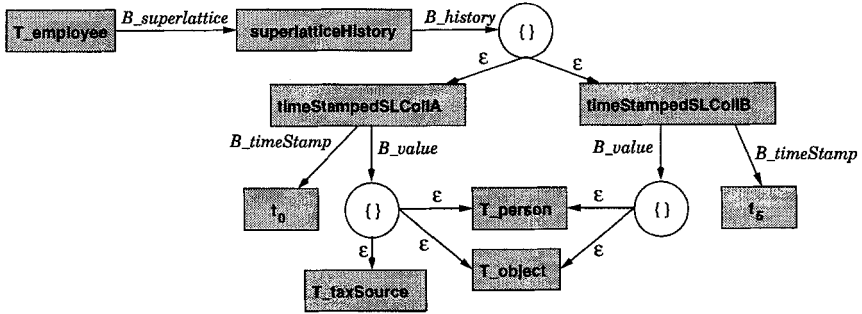 B_superlattice
B_history
T_employee
superlatticeHistory
{ }
ε
ε
timeStampedSLCollA
timeStampedSLCollB
B_timeStamp
B_value
B_value
B_timeStamp
t0
{ }
ε
T_person
ε
{ }
t5
ε
ε
ε
T_object
T_taxSource